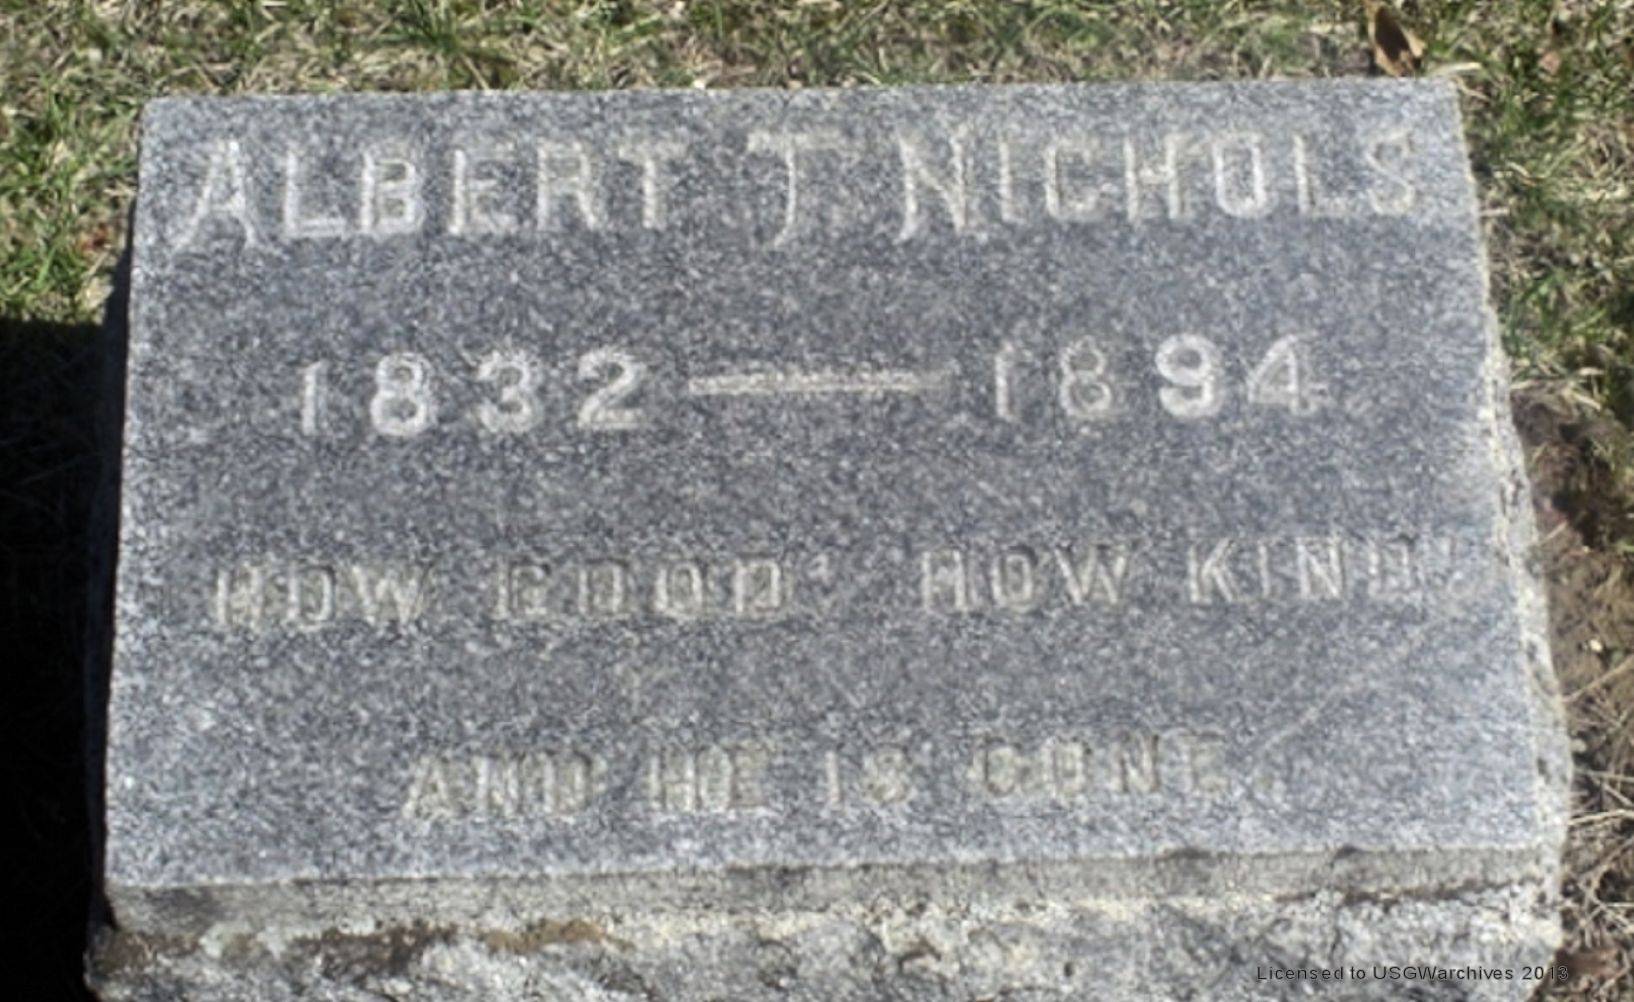 ALBERT T NICHOLS
1832 — 1894
HOW GOOD! HOW KIND!
AND HE IS GONE.
Licensed to USGWarchives 2013